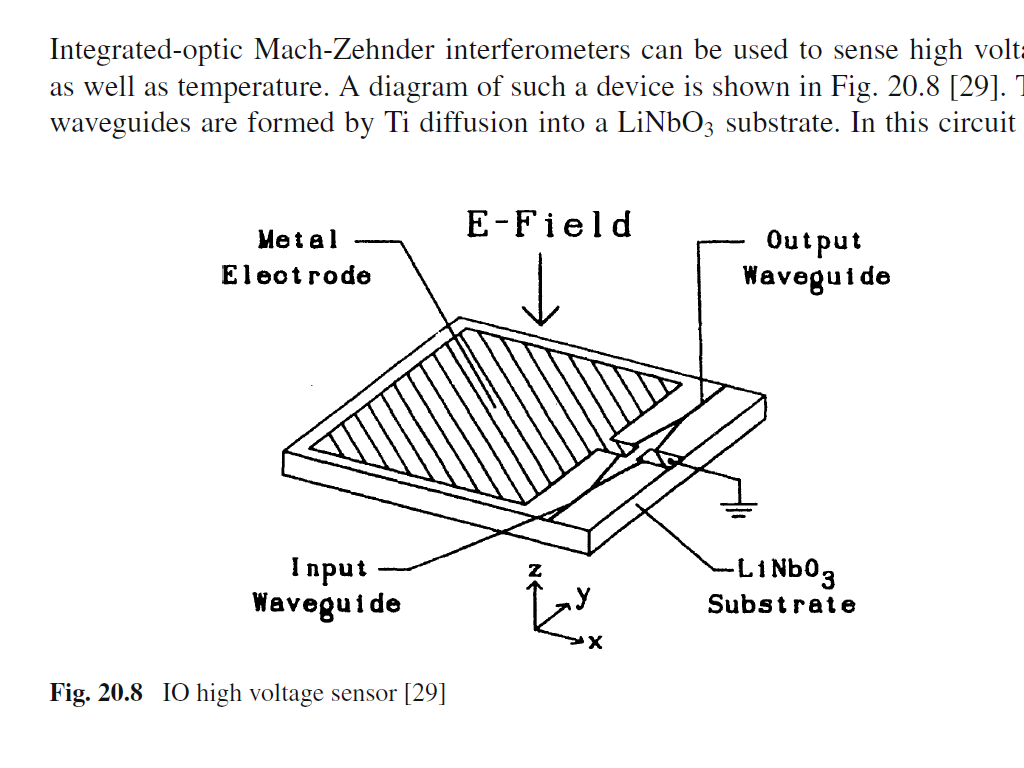 Integrated-optic Mach-Zehnder interferometers can be used to sense high
as well as temperature. A diagram of such a device is shown in Fig. 20.8 [29].
waveguides are formed by Ti diffusion into a LiNbO₃ substrate. In this circuit
E-Field
Metal
Electrode
Output
Waveguide
Input
Waveguide
z
y
x
LiNbO₃
Substrate
Fig. 20.8 IO high voltage sensor [29]